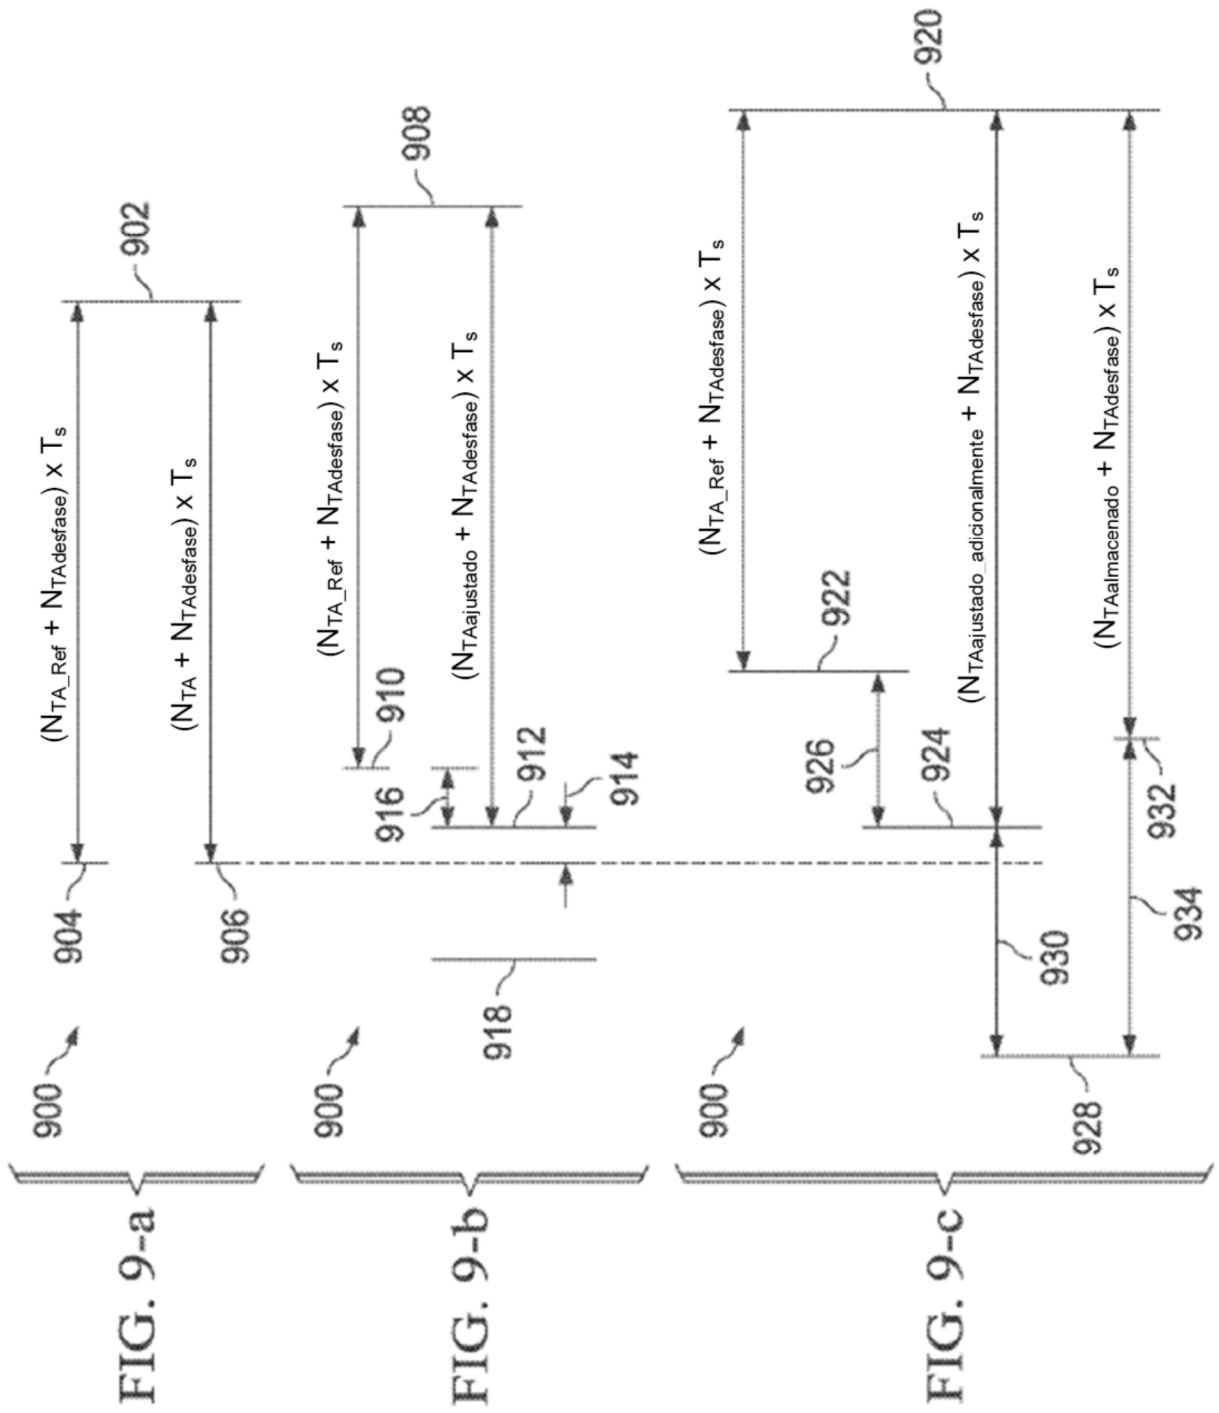 FIG. 9-a
900
904
906
(N_TA_Ref + N_TAdesfase) x T_s
(N_TA + N_TAdesfase) x T_s
902
FIG. 9-b
900
918
916
910
912
914
(N_TA_Ref + N_TAdesfase) x T_s
(N_TAajustado + N_TAdesfase) x T_s
908
FIG. 9-c
900
928
930
934
926
922
924
932
(N_TA_Ref + N_TAdesfase) x T_s
(N_TAajustado_adicionalmente + N_TAdesfase) x T_s
(N_TAalmacenado + N_TAdesfase) x T_s
920